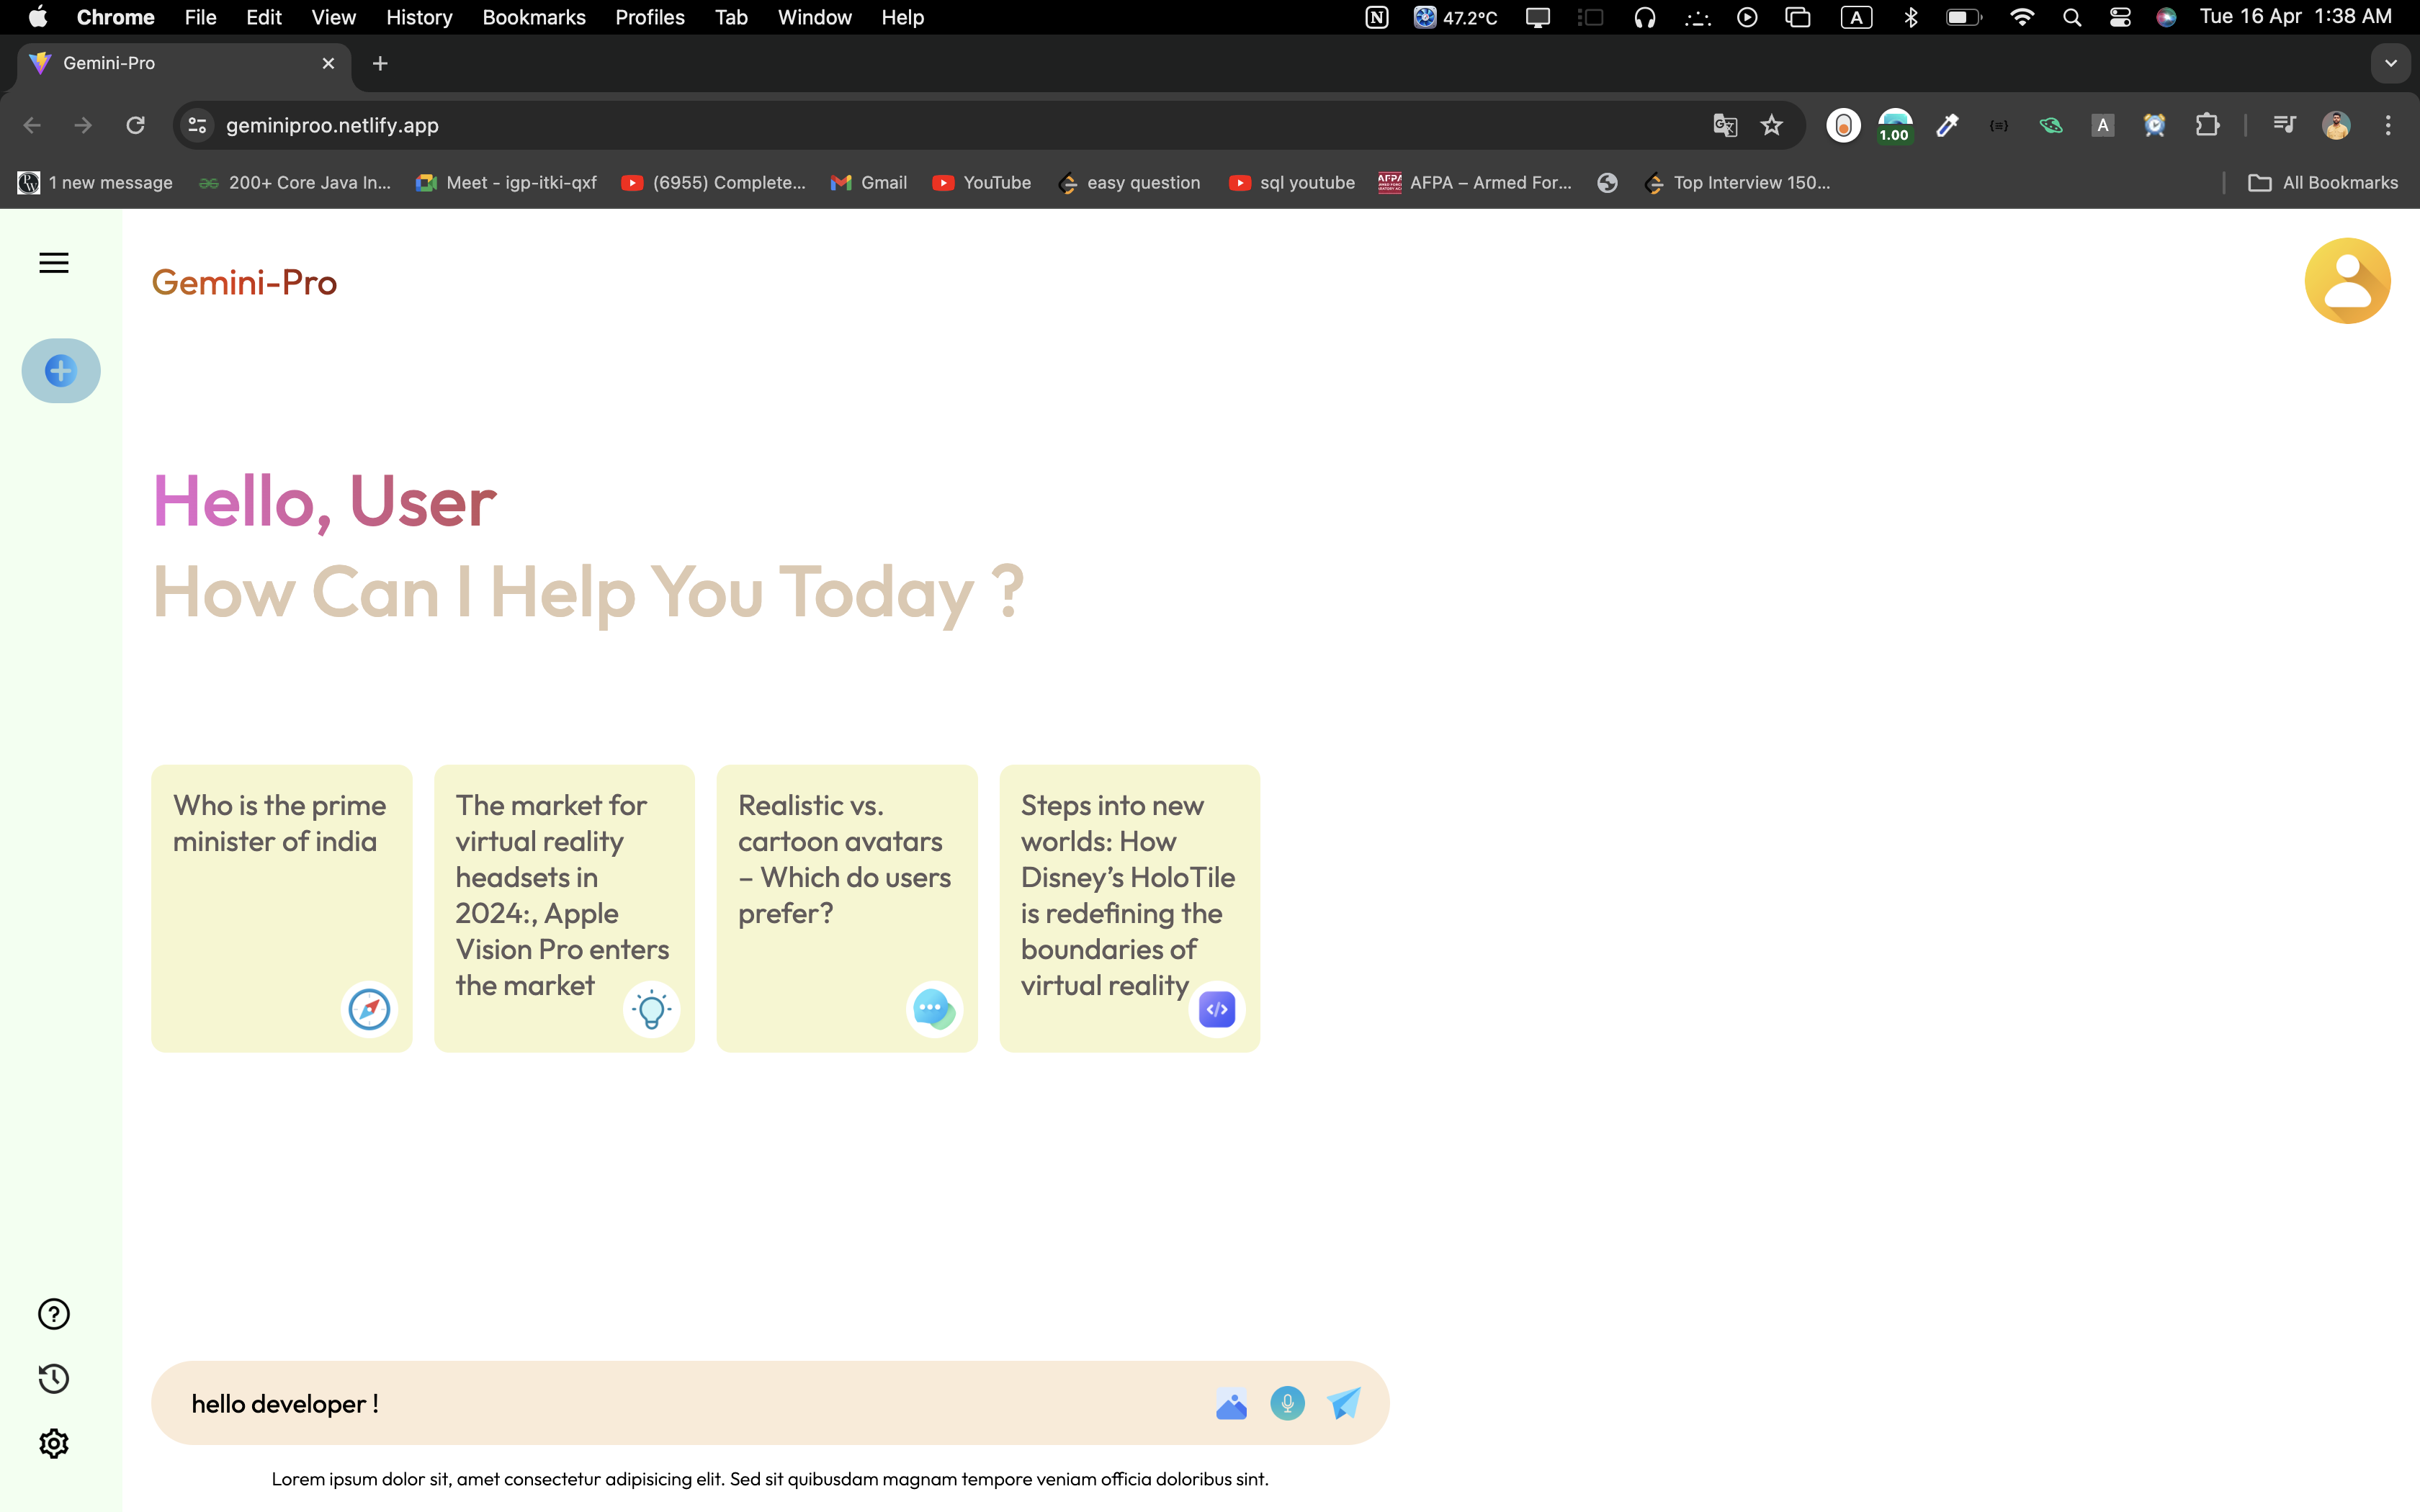 Chrome File Edit View History Bookmarks Profiles Tab Window Help 47.2°C A Tue 16 Apr 1:38 AM
Gemini-Pro
geminiproo.netlify.app 1.00 A
1 new message 200+ Core Java In... Meet - igp-itki-qxf (6955) Complete... Gmail YouTube easy question sql youtube AFPA – Armed For... Top Interview 150... All Bookmarks
Gemini-Pro
Hello, User
How Can I Help You Today ?
Who is the prime
minister of india
The market for
virtual reality
headsets in
2024:, Apple
Vision Pro enters
the market
Realistic vs.
cartoon avatars
– Which do users
prefer?
Steps into new
worlds: How
Disney’s HoloTile
is redefining the
boundaries of
virtual reality
hello developer !
Lorem ipsum dolor sit, amet consectetur adipisicing elit. Sed sit quibusdam magnam tempore veniam officia doloribus sint.